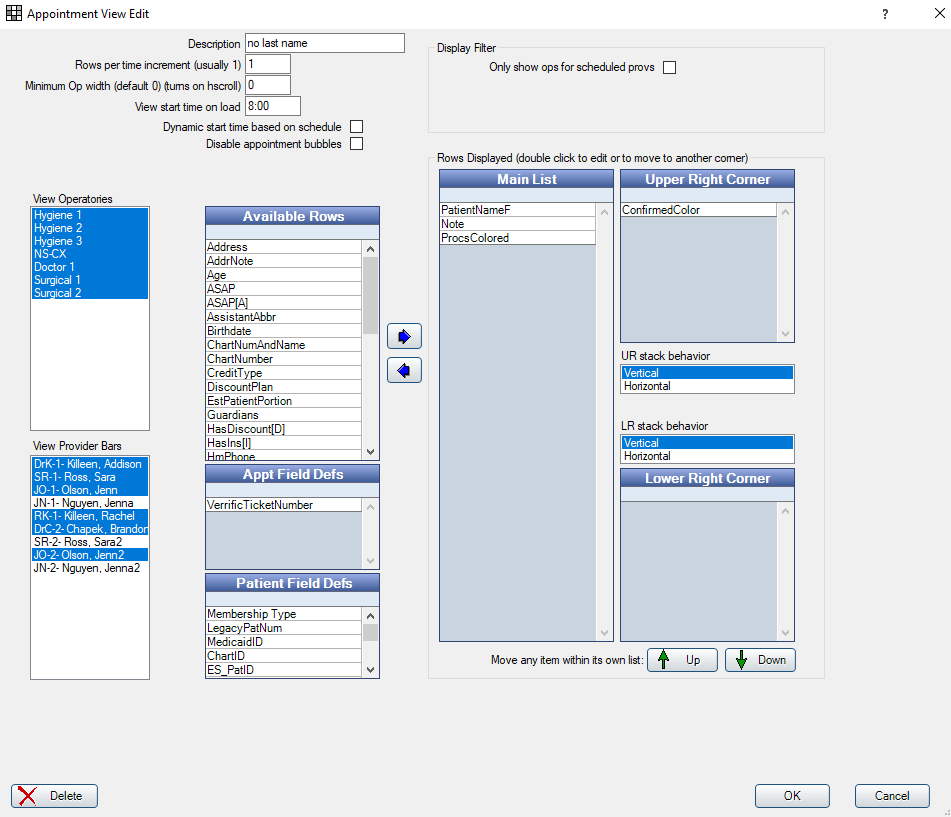 Appointment View Edit
?
Description no last name
Rows per time increment (usually 1) 1
Minimum Op width (default 0) (turns on hscroll) 0
View start time on load 8:00
Dynamic start time based on schedule
Disable appointment bubbles
Display Filter
Only show ops for scheduled provs
View Operatories
Hygiene 1
Hygiene 2
Hygiene 3
NS-CX
Doctor 1
Surgical 1
Surgical 2
View Provider Bars
DrK-1- Killeen, Addison
SR-1- Ross, Sara
JO-1- Olson, Jenn
JN-1- Nguyen, Jenna
RK-1- Killeen, Rachel
DrC-2- Chapek, Brandon
SR-2- Ross, Sara2
JO-2- Olson, Jenn2
JN-2- Nguyen, Jenna2
Available Rows
Address
AddrNote
Age
ASAP
ASAP[A]
AssistantAbbr
Birthdate
ChartNumAndName
ChartNumber
CreditType
DiscountPlan
EstPatientPortion
Guardians
HasDiscount[D]
HasIns[I]
HmPhone
Appt Field Defs
VerrificTicketNumber
Patient Field Defs
Membership Type
LegacyPatNum
MedicaidID
ChartID
ES_PatID
Rows Displayed (double click to edit or to move to another corner)
Main List
PatientNameF
Note
ProcsColored
Upper Right Corner
ConfirmedColor
UR stack behavior
Vertical
Horizontal
LR stack behavior
Vertical
Horizontal
Lower Right Corner
Move any item within its own list: Up Down
Delete
OK
Cancel